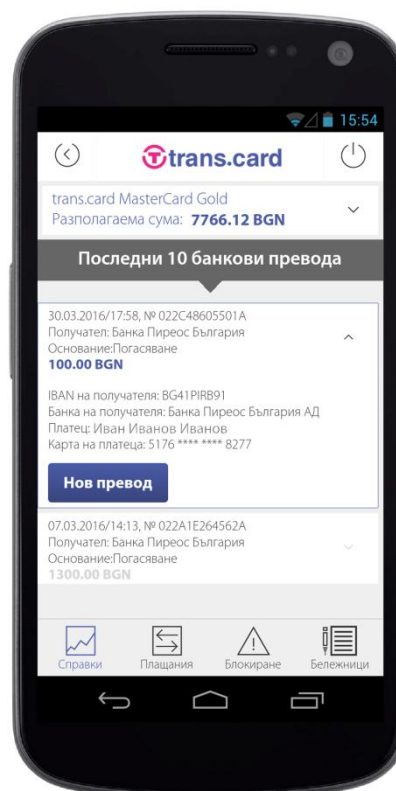 15:54
trans.card
trans.card MasterCard Gold
Разполагаема сума: 7766.12 BGN
Последни 10 банкови превода
30.03.2016/17:58, № 022C48605501A
Получател: Банка Пиреос България
Основание:Погасяване
100.00 BGN
IBAN на получателя: BG41PIRB91
Банка на получателя: Банка Пиреос България АД
Платец: Иван Иванов Иванов
Карта на платеца: 5176 **** **** 8277
Нов превод
07.03.2016/14:13, № 022A1E264562A
Получател: Банка Пиреос България
Основание:Погасяване
1300.00 BGN
Справки Плащания Блокиране Бележници